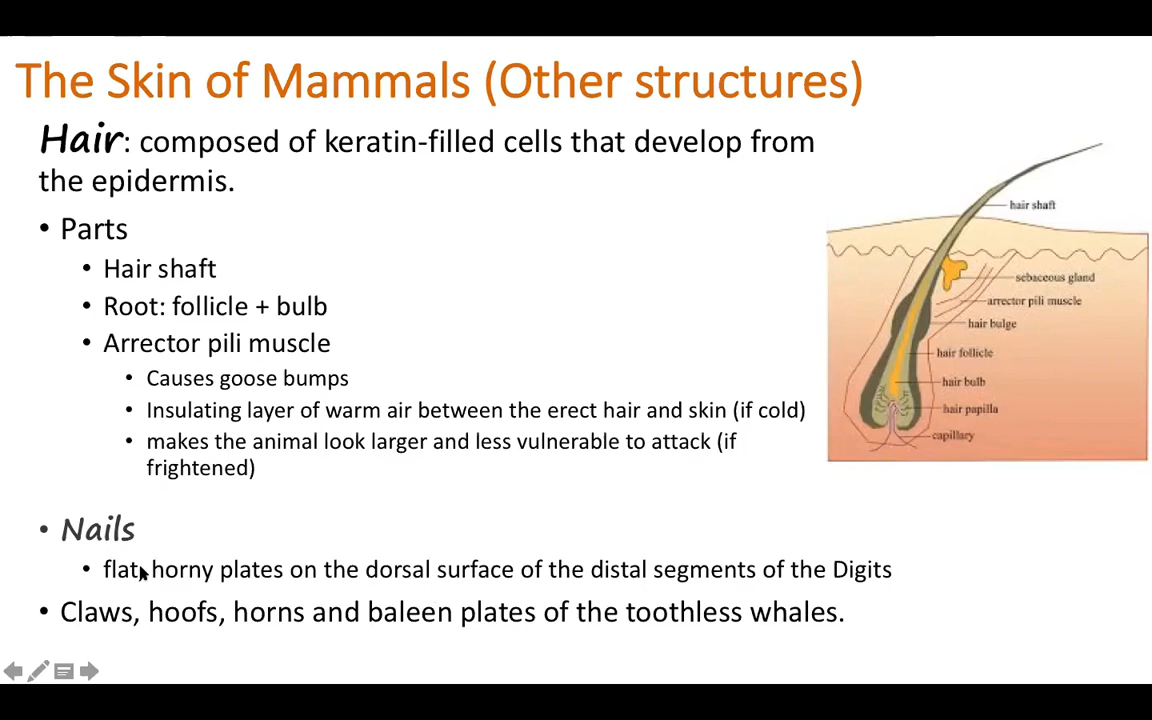 The Skin of Mammals (Other structures)
Hair: composed of keratin-filled cells that develop from
the epidermis.
• Parts
• Hair shaft
• Root: follicle + bulb
• Arrector pili muscle
• Causes goose bumps
• Insulating layer of warm air between the erect hair and skin (if cold)
• makes the animal look larger and less vulnerable to attack (if
frightened)
• Nails
• flat, horny plates on the dorsal surface of the distal segments of the Digits
• Claws, hoofs, horns and baleen plates of the toothless whales.
hair shaft
sebaceous gland
arrector pili muscle
hair bulge
hair follicle
hair bulb
hair papilla
capillary